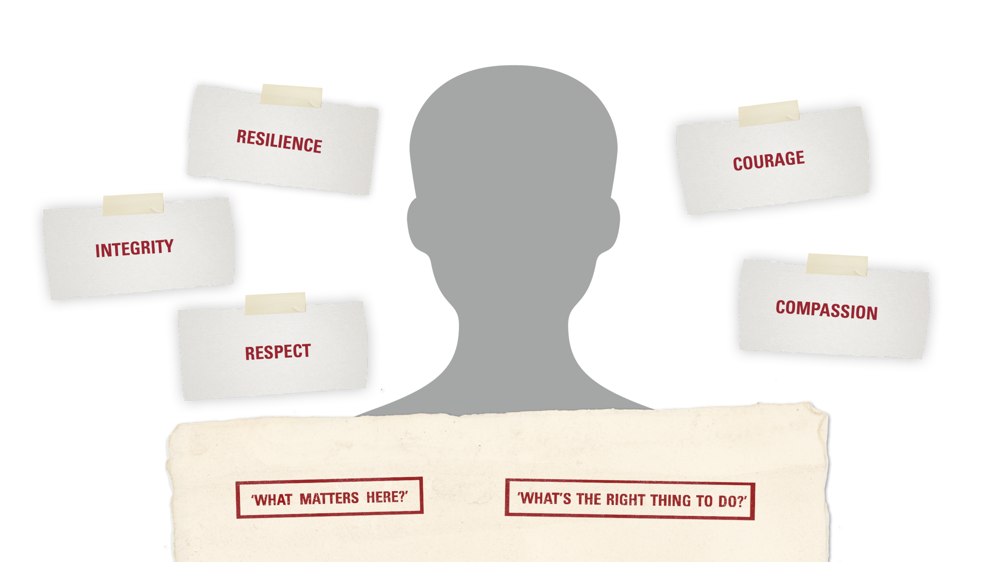 RESILIENCE
COURAGE
INTEGRITY
COMPASSION
RESPECT
‘WHAT MATTERS HERE?’
‘WHAT’S THE RIGHT THING TO DO?’